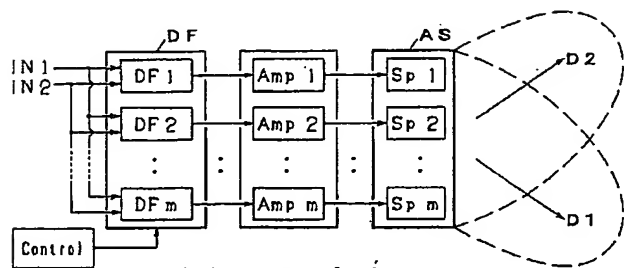 DF
AS
IN1
IN2
DF1
Amp 1
Sp 1
D2
DF2
Amp 2
Sp 2
: : : : :
DFm
Amp m
Sp m
D1
Control